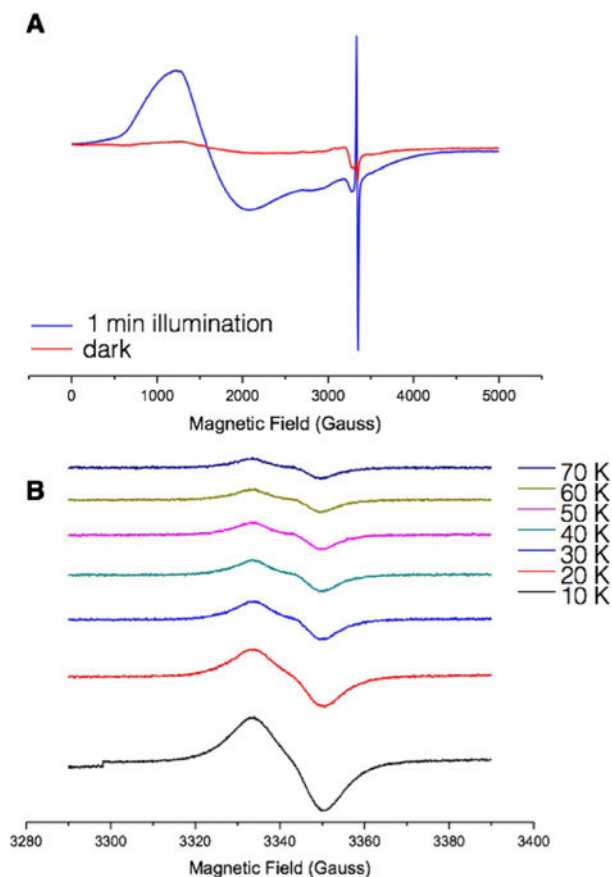 A
1 min illumination
dark
0 1000 2000 3000 4000 5000
Magnetic Field (Gauss)
B
70 K
60 K
50 K
40 K
30 K
20 K
10 K
3280 3300 3320 3340 3360 3380 3400
Magnetic Field (Gauss)